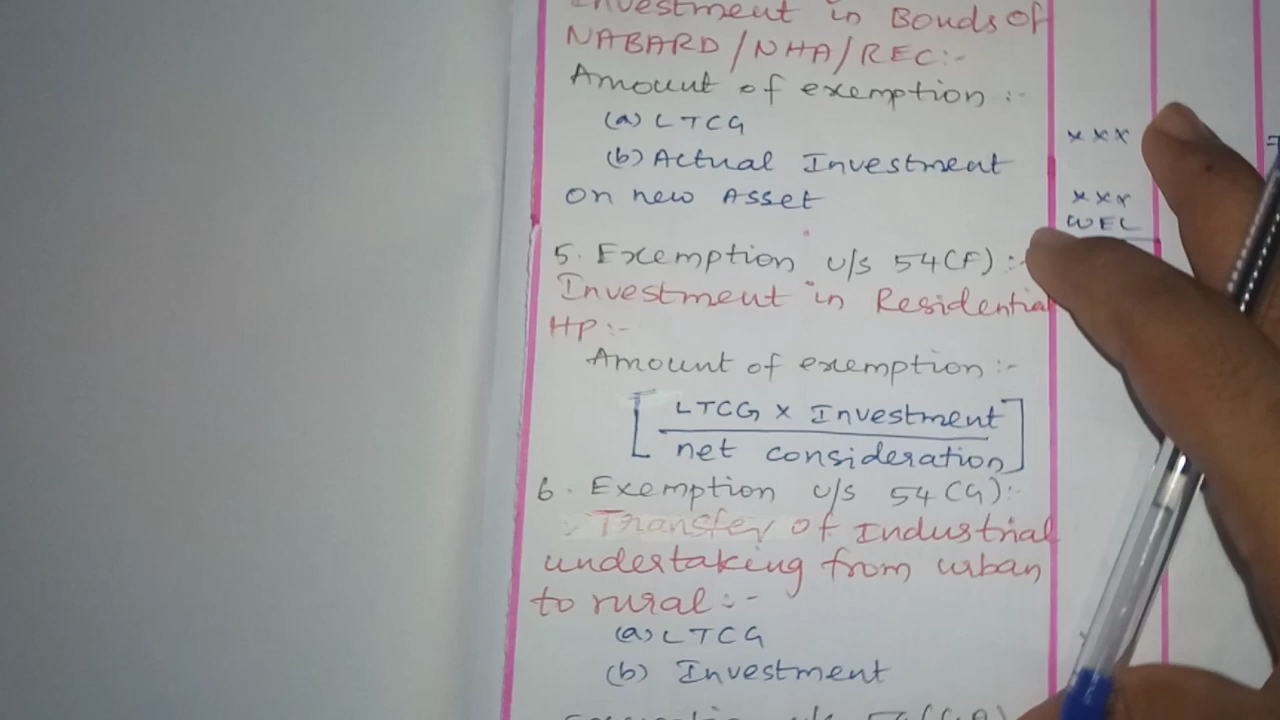 Investment in Bonds of
NABARD/NHA/REC:-
Amount of exemption :-
(a) LTCG xxx
(b) Actual Investment
on new Asset xxx
WEL
5. Exemption u/s 54(F) :-
Investment in Residential
HP:-
Amount of exemption :-
[LTCG x Investment
net consideration]
6. Exemption u/s 54(G):-
Transfer of Industrial
undertaking from urban
to rural:-
(a) LTCG
(b) Investment